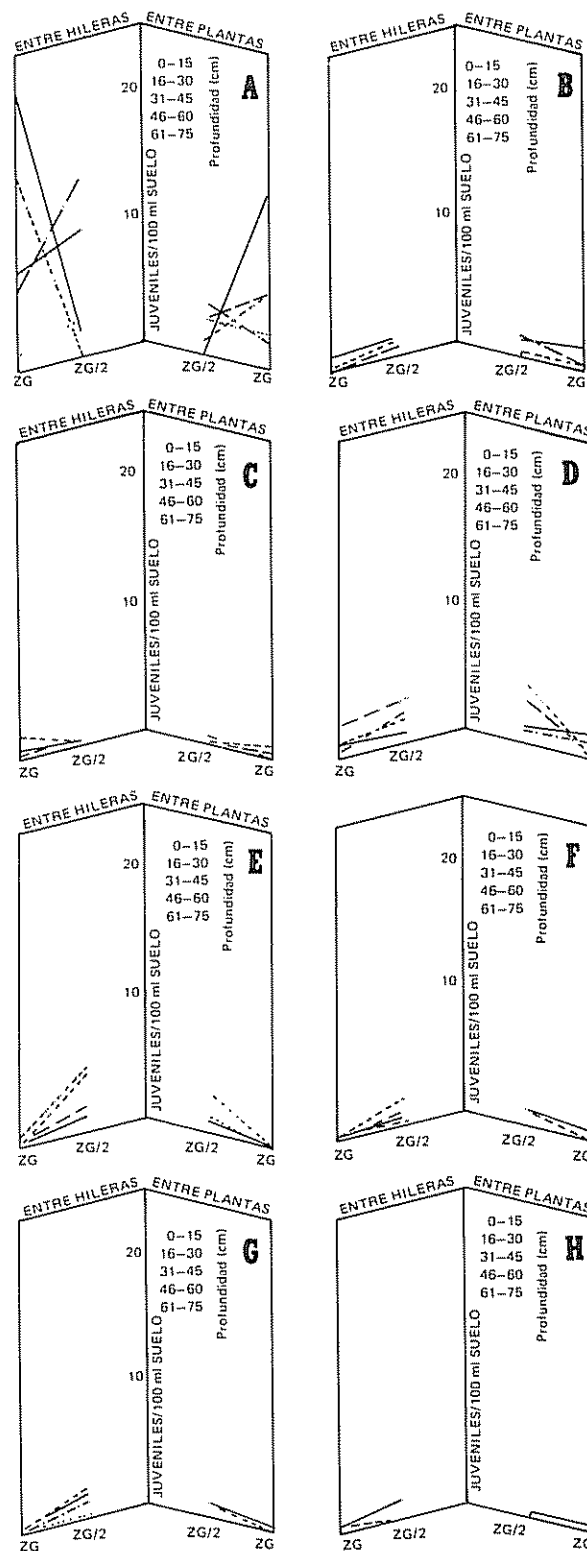 ENTRE HILERAS ENTRE PLANTAS
0-15
16-30
31-45
46-60
61-75
Profundidad (cm)
A
20
10
JUVENILES/100 ml SUELO
ZG ZG/2 ZG/2 ZG
ENTRE HILERAS ENTRE PLANTAS
0-15
16-30
31-45
46-60
61-75
Profundidad (cm)
B
20
10
JUVENILES/100 ml SUELO
ZG ZG/2 ZG/2 ZG
ENTRE HILERAS ENTRE PLANTAS
0-15
16-30
31-45
46-60
61-75
Profundidad (cm)
C
20
10
JUVENILES/100 ml SUELO
ZG ZG/2 ZG/2 ZG
ENTRE HILERAS ENTRE PLANTAS
0-15
16-30
31-45
46-60
61-75
Profundidad (cm)
D
20
10
JUVENILES/100 ml SUELO
ZG ZG/2 ZG/2 ZG
ENTRE HILERAS ENTRE PLANTAS
0-15
16-30
31-45
46-60
61-75
Profundidad (cm)
E
20
10
JUVENILES/100 ml SUELO
ZG ZG/2 ZG/2 ZG
0-15
16-30
31-45
46-60
61-75
Profundidad (cm)
F
20
10
JUVENILES/100 ml SUELO
ZG ZG/2 ZG/2 ZG
ENTRE HILERAS ENTRE PLANTAS
0-15
16-30
31-45
46-60
61-75
Profundidad (cm)
G
20
10
JUVENILES/100 ml SUELO
ZG ZG/2 ZG/2 ZG
ENTRE HILERAS ENTRE PLANTAS
0-15
16-30
31-45
46-60
61-75
Profundidad (cm)
H
JUVENILES/100 ml SUELO
ZG ZG/2 ZG/2 ZG